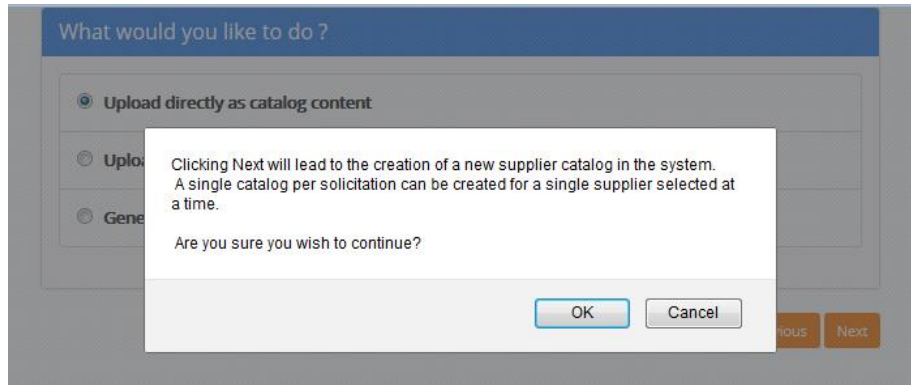 What would you like to do ?
Upload directly as catalog content
Clicking Next will lead to the creation of a new supplier catalog in the system.
A single catalog per solicitation can be created for a single supplier selected at
a time.
Are you sure you wish to continue?
OK Cancel
Next